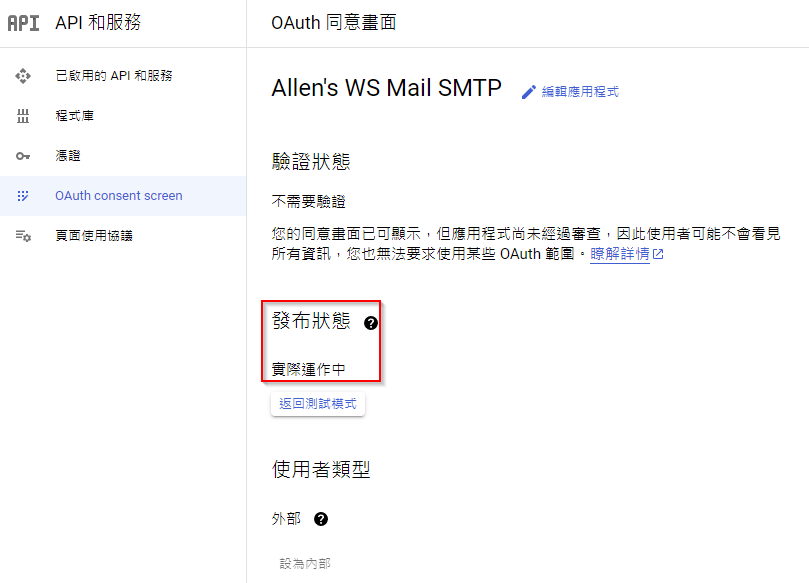 API API 和服務
OAuth 同意畫面
已啟用的 API 和服務
程式庫
憑證
OAuth consent screen
頁面使用協議
Allen's WS Mail SMTP 編輯應用程式
驗證狀態
不需要驗證
您的同意畫面已可顯示，但應用程式尚未經過審查，因此使用者可能不會看見
所有資訊，您也無法要求使用某些 OAuth 範圍。瞭解詳情
發布狀態 ?
實際運作中
返回測試模式
使用者類型
外部 ?
設為內部